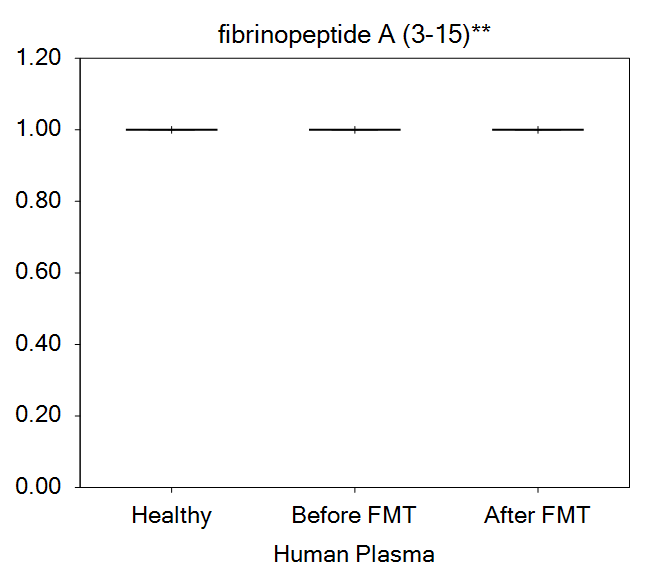 fibrinopeptide A (3-15)**
1.20
1.00
0.80
0.60
0.40
0.20
0.00
Healthy Before FMT After FMT
Human Plasma